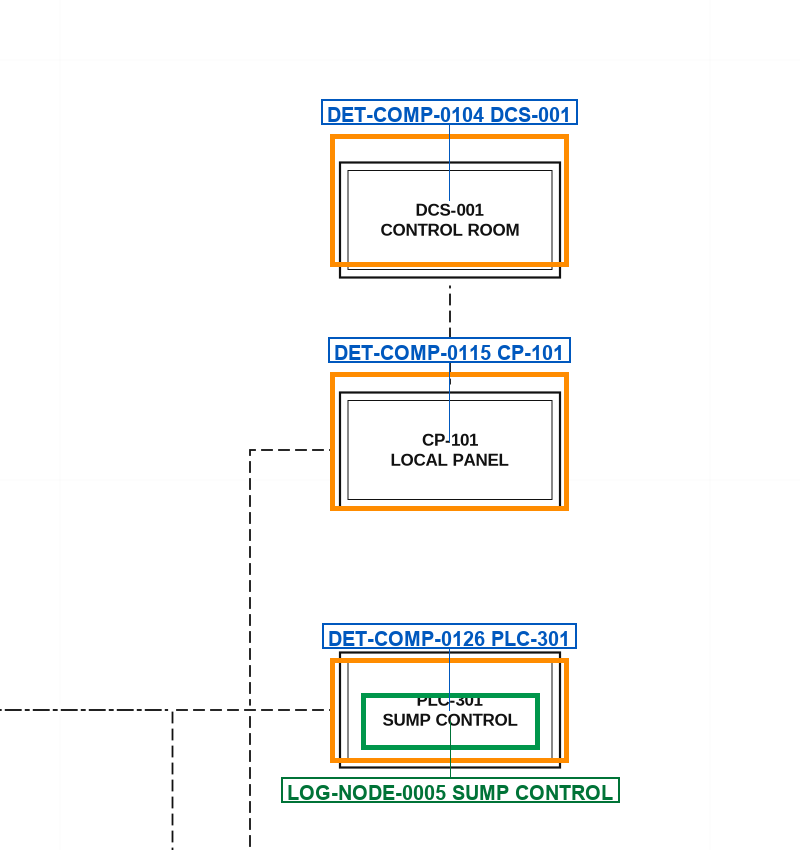 DET-COMP-0104 DCS-001
DCS-001
CONTROL ROOM
DET-COMP-0115 CP-101
CP-101
LOCAL PANEL
DET-COMP-0126 PLC-301
PLC-301
SUMP CONTROL
LOG-NODE-0005 SUMP CONTROL